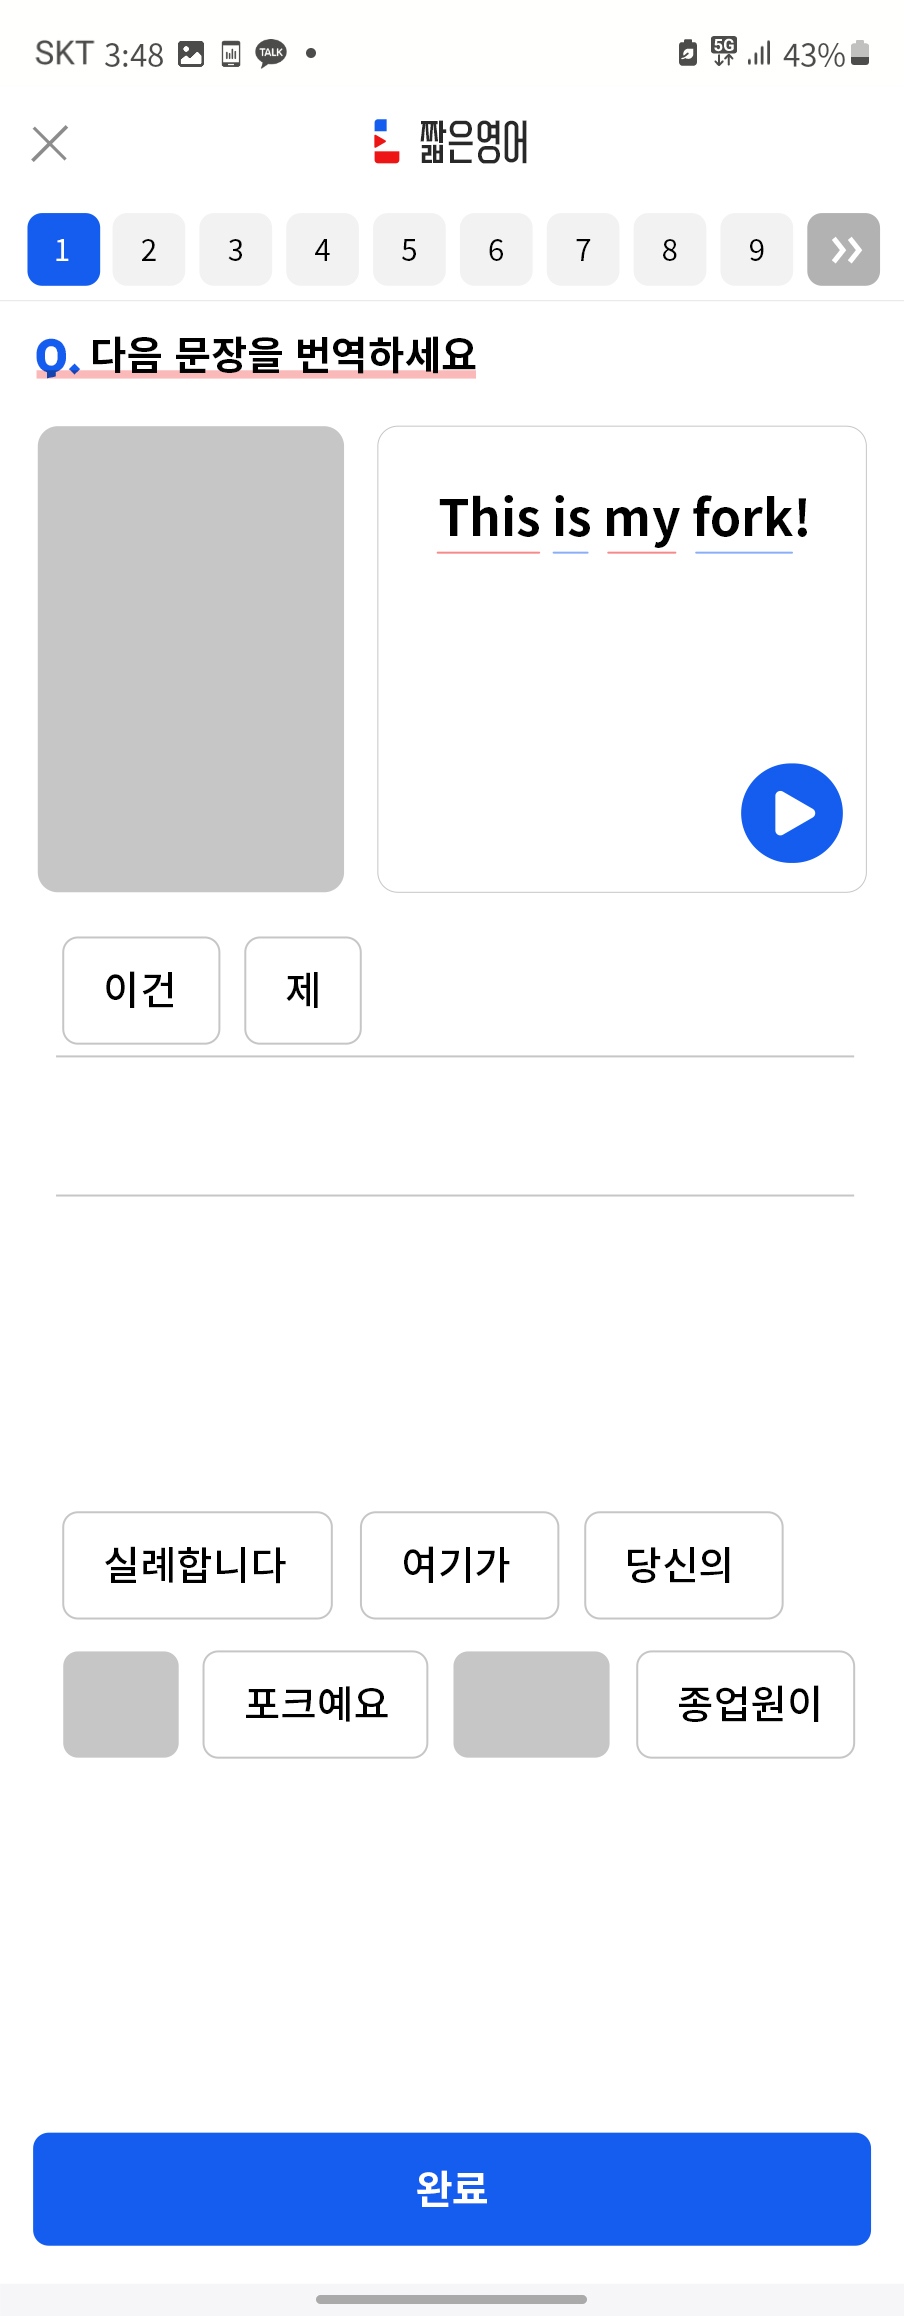 SKT 3:48 TALK 5G 43%
짧은영어
1 2 3 4 5 6 7 8 9
Q. 다음 문장을 번역하세요
This is my fork!
이건 제
실례합니다 여기가 당신의
포크예요 종업원이
완료